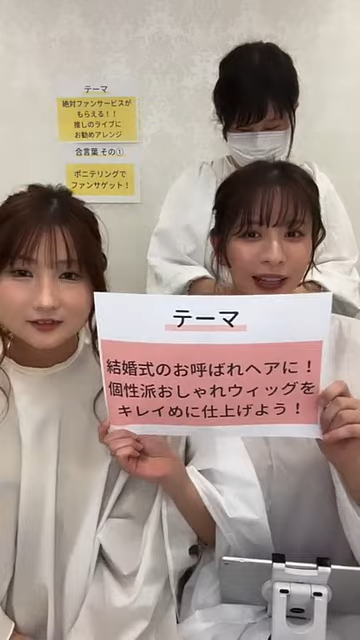 テーマ
絶対ファンサービスが
もらえる！！
推しのライブに
お勧めアレンジ
合言葉 その①
ポニテリングで
ファンサゲット！
テーマ
結婚式のお呼ばれヘアに！
個性派おしゃれウィッグを
キレイめに仕上げよう！